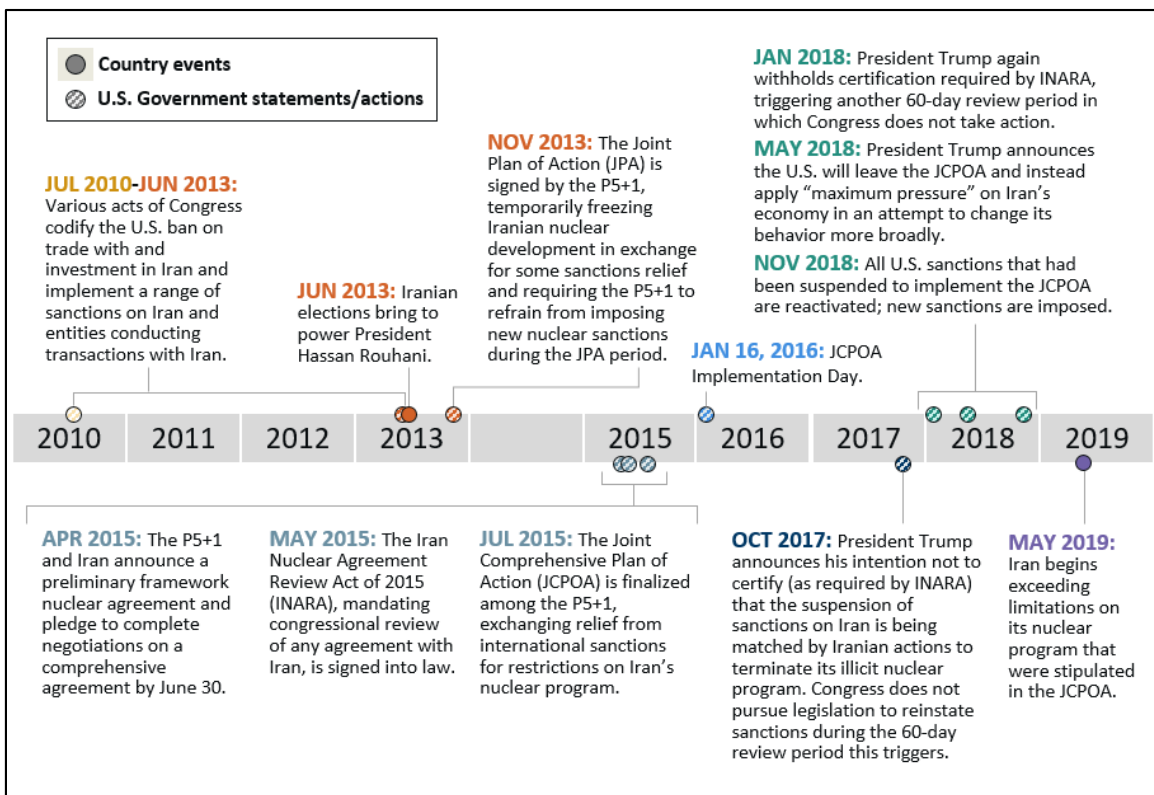 Country events
U.S. Government statements/actions
JUL 2010-JUN 2013:
Various acts of Congress
codify the U.S. ban on
trade with and
investment in Iran and
implement a range of
sanctions on Iran and
entities conducting
transactions with Iran.
JUN 2013: Iranian
elections bring to
power President
Hassan Rouhani.
NOV 2013: The Joint
Plan of Action (JPA) is
signed by the P5+1,
temporarily freezing
Iranian nuclear
development in exchange
for some sanctions relief
and requiring the P5+1 to
refrain from imposing
new nuclear sanctions
during the JPA period.
JAN 16, 2016: JCPOA
Implementation Day.
JAN 2018: President Trump again
withholds certification required by INARA,
triggering another 60-day review period in
which Congress does not take action.
MAY 2018: President Trump announces
the U.S. will leave the JCPOA and instead
apply “maximum pressure” on Iran’s
economy in an attempt to change its
behavior more broadly.
NOV 2018: All U.S. sanctions that had
been suspended to implement the JCPOA
are reactivated; new sanctions are imposed.
2010 2011 2012 2013 2015 2016 2017 2018 2019
APR 2015: The P5+1
and Iran announce a
preliminary framework
nuclear agreement and
pledge to complete
negotiations on a
comprehensive
agreement by June 30.
MAY 2015: The Iran
Nuclear Agreement
Review Act of 2015
(INARA), mandating
congressional review
of any agreement with
Iran, is signed into law.
JUL 2015: The Joint
Comprehensive Plan of
Action (JCPOA) is finalized
among the P5+1,
exchanging relief from
international sanctions
for restrictions on Iran’s
nuclear program.
OCT 2017: President Trump
announces his intention not to
certify (as required by INARA)
that the suspension of
sanctions on Iran is being
matched by Iranian actions to
terminate its illicit nuclear
program. Congress does not
pursue legislation to reinstate
sanctions during the 60-day
review period this triggers.
MAY 2019:
Iran begins
exceeding
limitations on
its nuclear
program that
were stipulated
in the JCPOA.